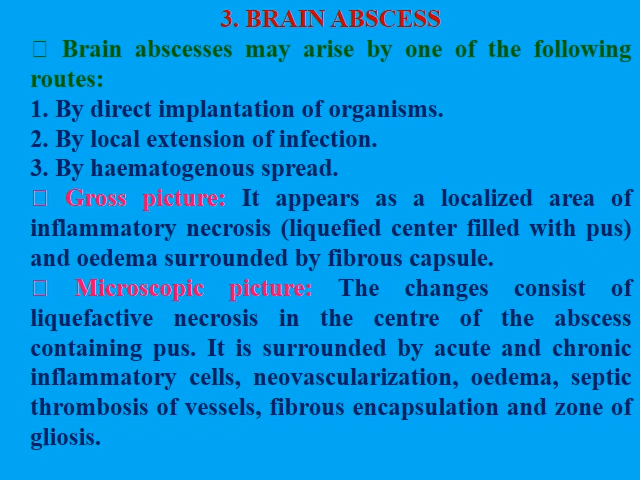 3. BRAIN ABSCESS
Brain abscesses may arise by one of the following
routes:
1. By direct implantation of organisms.
2. By local extension of infection.
3. By haematogenous spread.
Gross picture: It appears as a localized area of
inflammatory necrosis (liquefied center filled with pus)
and oedema surrounded by fibrous capsule.
Microscopic picture: The changes consist of
liquefactive necrosis in the centre of the abscess
containing pus. It is surrounded by acute and chronic
inflammatory cells, neovascularization, oedema, septic
thrombosis of vessels, fibrous encapsulation and zone of
gliosis.